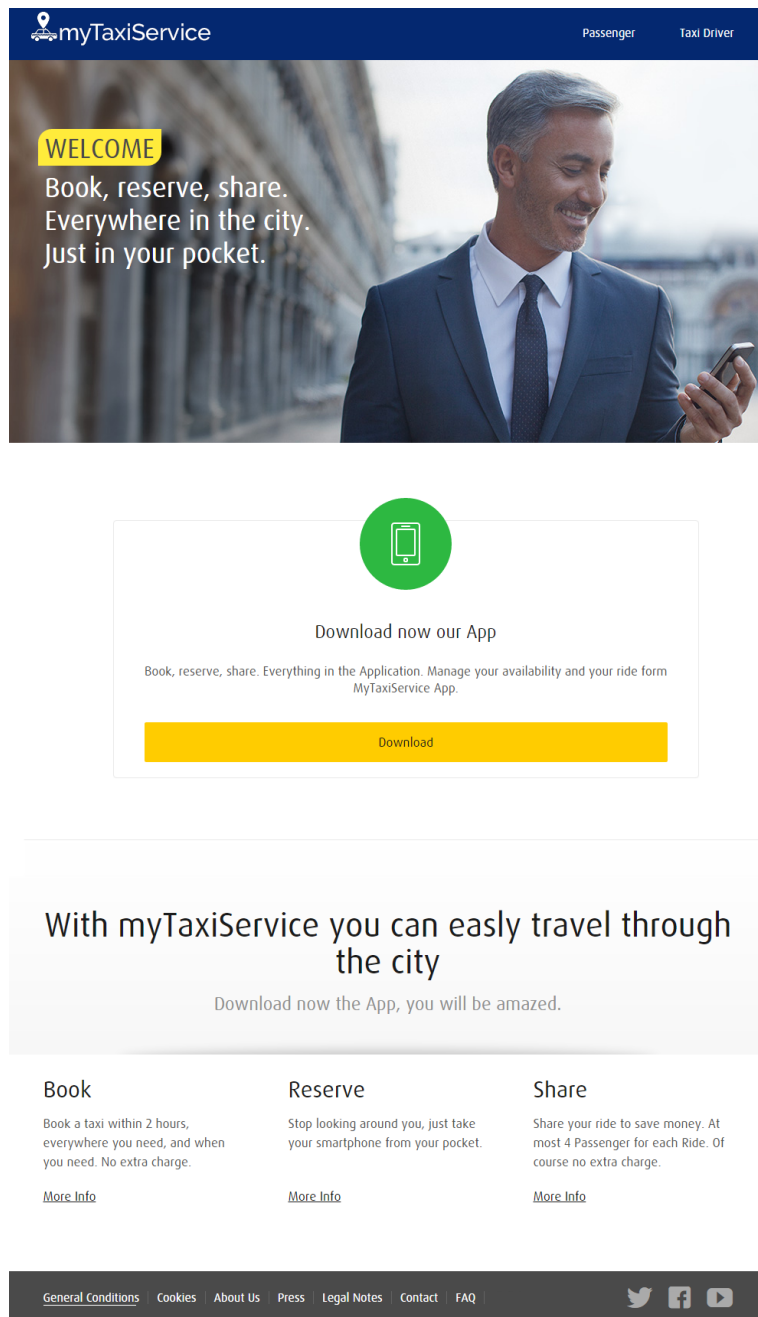 myTaxiService
Passenger
Taxi Driver
WELCOME
Book, reserve, share.
Everywhere in the city.
Just in your pocket.
Download now our App
Book, reserve, share. Everything in the Application. Manage your availability and your ride form
MyTaxiService App.
Download
With myTaxiService you can easly travel through
the city
Download now the App, you will be amazed.
Book
Book a taxi within 2 hours,
everywhere you need, and when
you need. No extra charge.
More Info
Reserve
Stop looking around you, just take
your smartphone from your pocket.
More Info
Share
Share your ride to save money. At
most 4 Passenger for each Ride. Of
course no extra charge.
More Info
General Conditions | Cookies | About Us | Press | Legal Notes | Contact | FAQ |